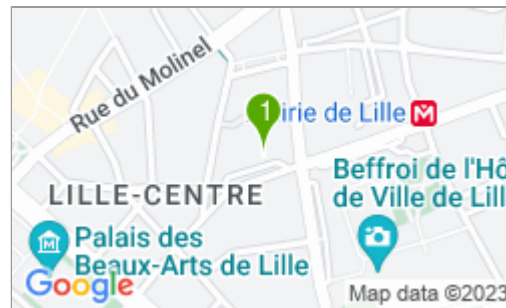 Rue du Molinel
1
irie de Lille M
Beffroi de l'Hô
de Ville de Lill
LILLE-CENTRE
Palais des
Beaux-Arts de Lille
Google
Map data ©2023